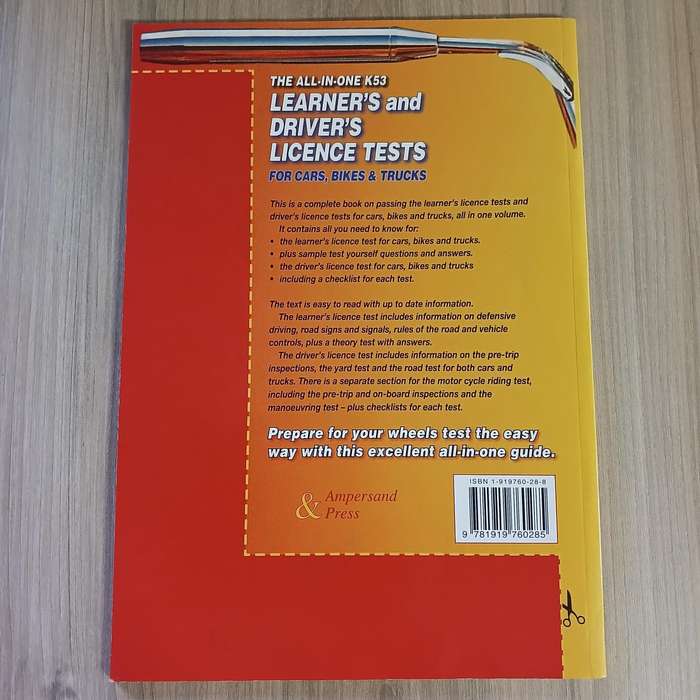 THE ALL-IN-ONE K53
LEARNER'S and
DRIVER'S
LICENCE TESTS
FOR CARS, BIKES & TRUCKS
This is a complete book on passing the learner's licence tests and
driver's licence tests for cars, bikes and trucks, all in one volume.
It contains all you need to know for:
• the learner's licence test for cars, bikes and trucks.
• plus sample test yourself questions and answers.
• the driver's licence test for cars, bikes and trucks
• including a checklist for each test.
The text is easy to read with up to date information.
The learner's licence test includes information on defensive
driving, road signs and signals, rules of the road and vehicle
controls, plus a theory test with answers.
The driver's licence test includes information on the pre-trip
inspections, the yard test and the road test for both cars and
trucks. There is a separate section for the motor cycle riding test,
including the pre-trip and on-board inspections and the
manoeuvring test – plus checklists for each test.
Prepare for your wheels test the easy
way with this excellent all-in-one guide.
& Ampersand
Press
ISBN 1-919760-28-8
9 781919 760285